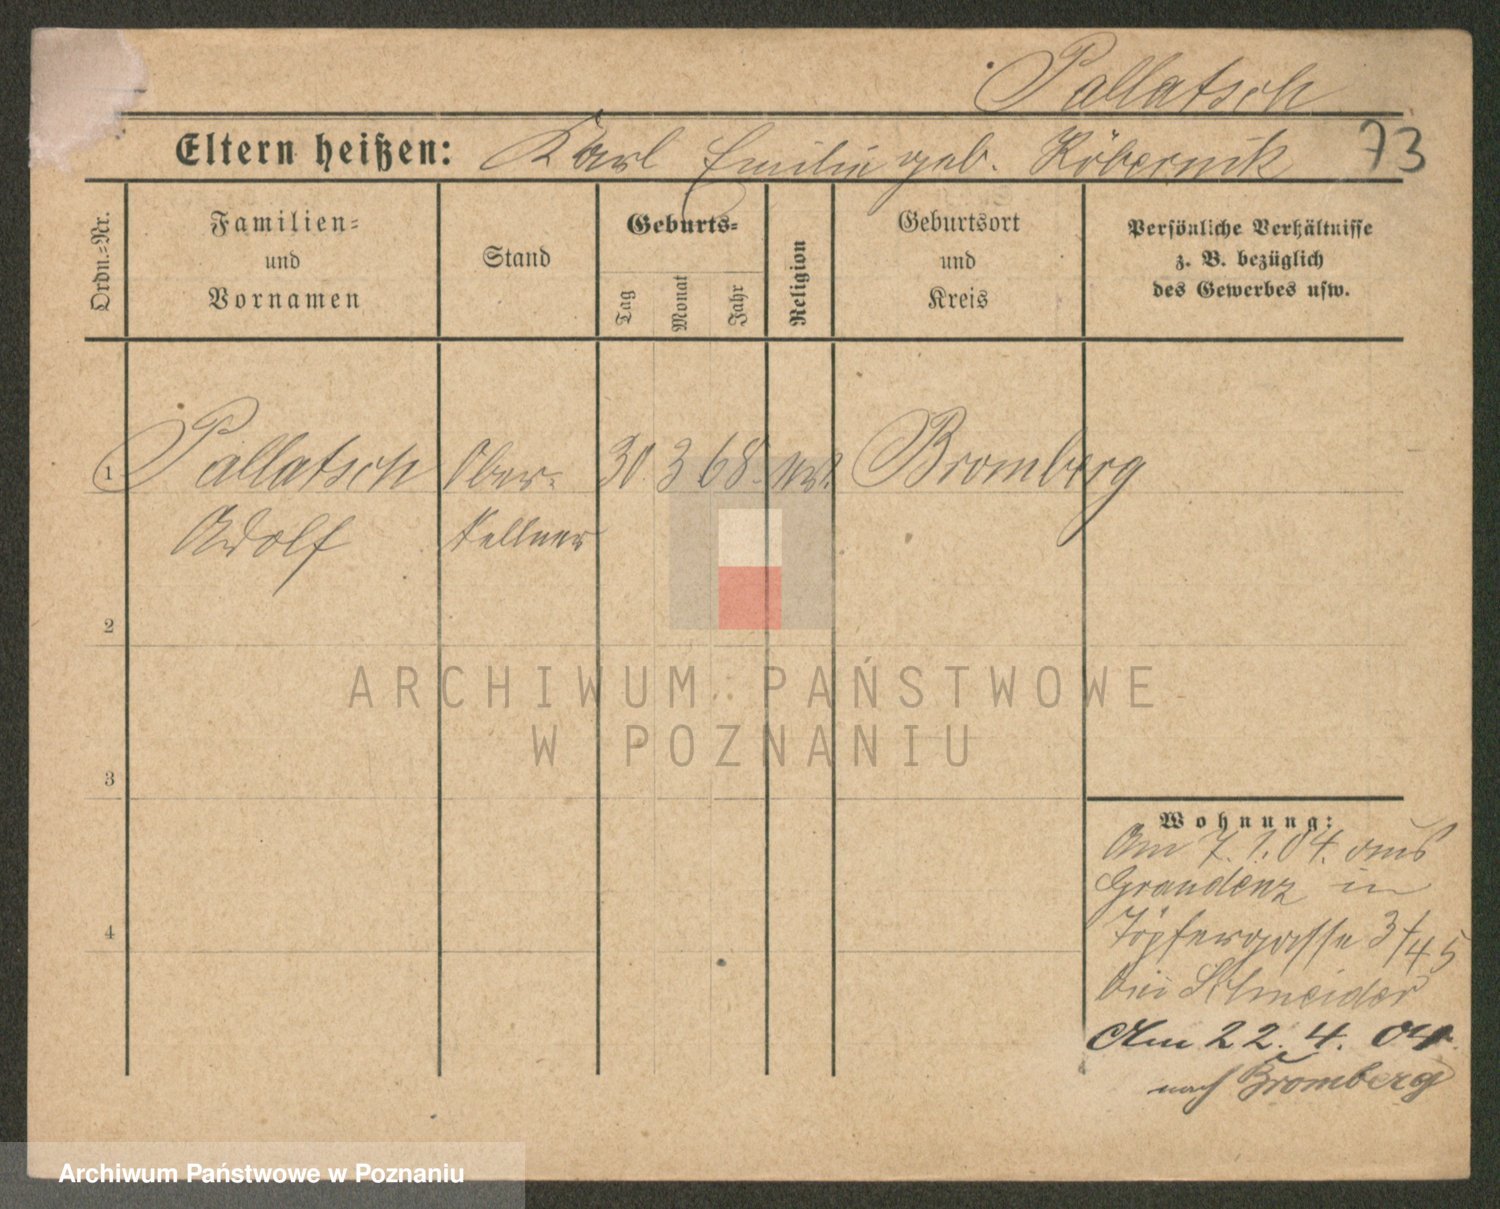 Pallatsch
Eltern heißen: Karl Emilie geb. Röbernik 73
Ordn.=Nr.
Familien=
und
Vornamen
Stand
Geburts=
Tag
Monat
Jahr
Religion
Geburtsort
und
Kreis
Persönliche Verhältnisse
z. B. bezüglich
des Gewerbes usw.
1 Pallatsch Ober= 30 3 68. Bromberg
Adolf kellner
2
3
4
Wohnung:
Am 7. 1. 04. aus
Graudenz in
Töpfergasse 3/45
bei Schneider
Am 22. 4. 04.
nach Bromberg
ARCHIWUM PAŃSTWOWE
W POZNANIU
Archiwum Państwowe w Poznaniu